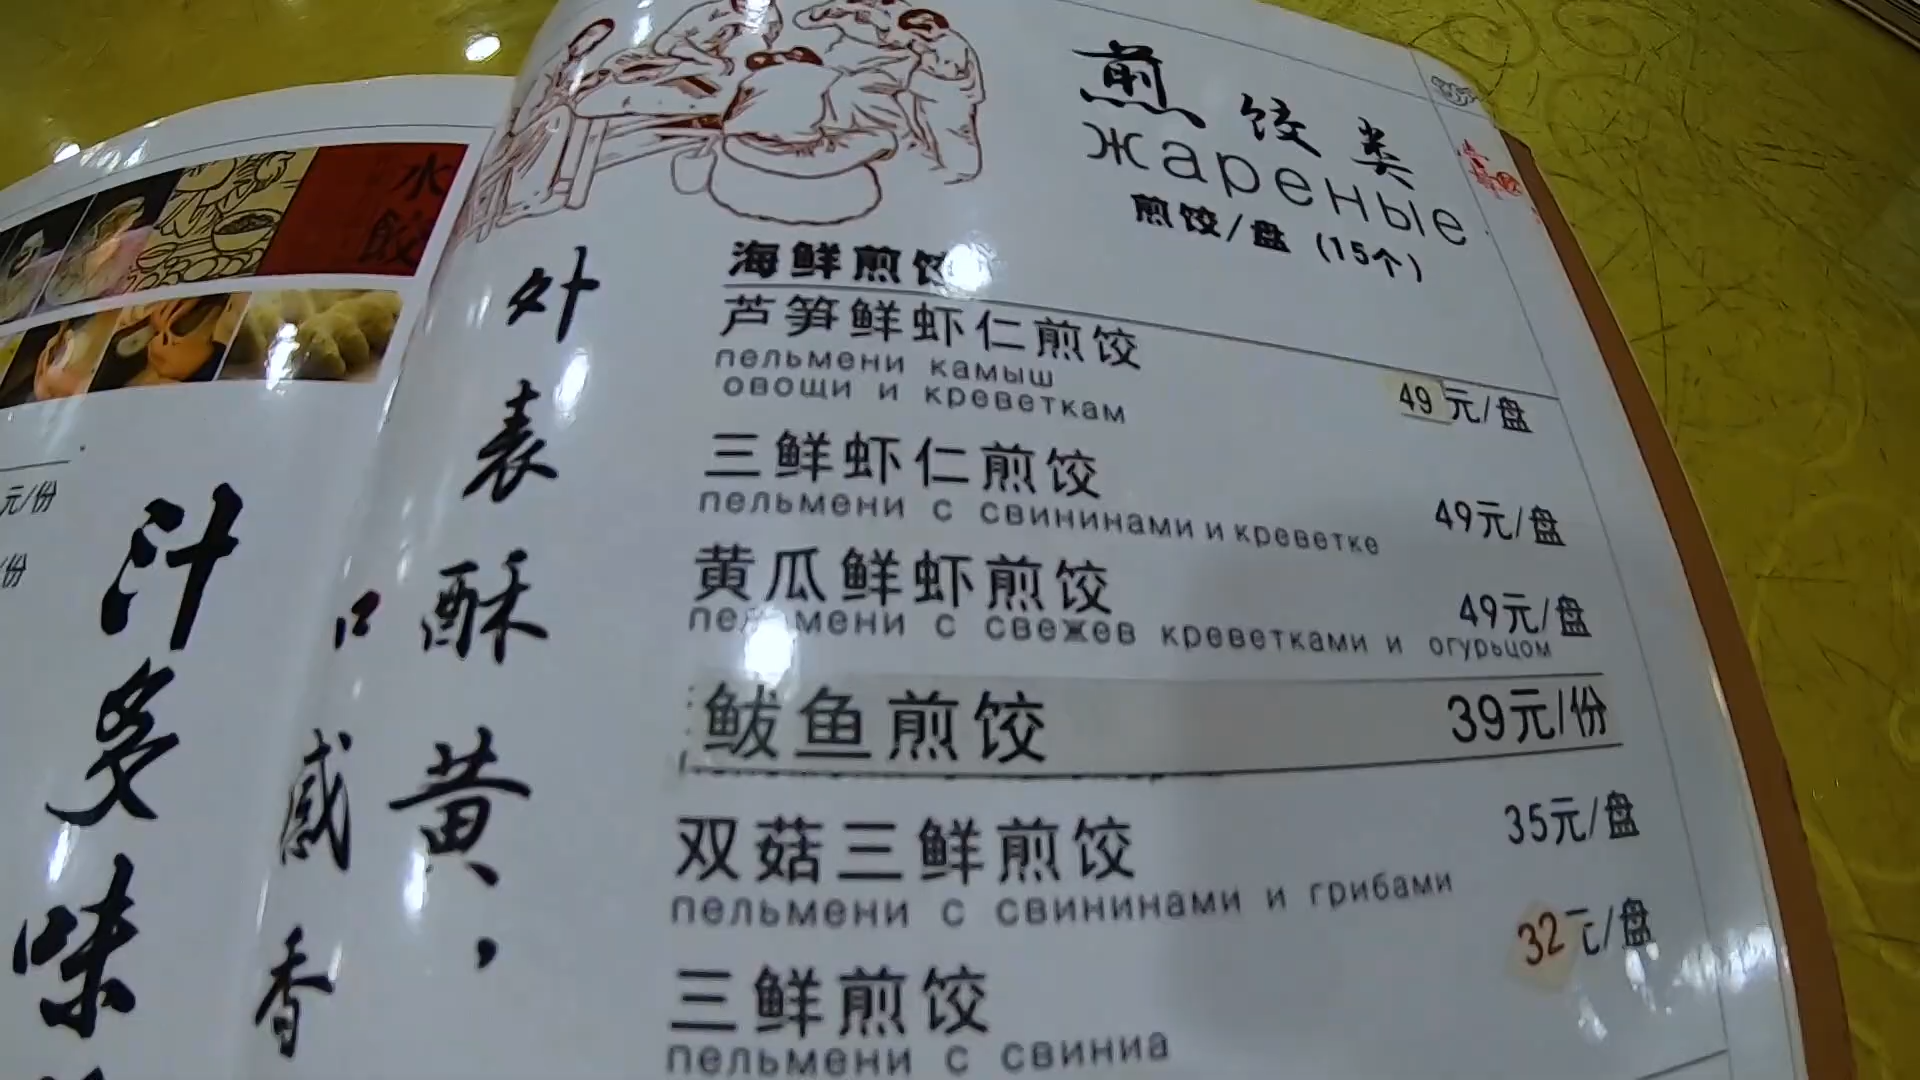 水
餃
元/份
/份
汁多味
外表酥黄，
口感香
煎饺类
жареные
煎饺/盘 (15个)
海鲜煎饺
芦笋鲜虾仁煎饺
пельмени камыш
овощи и креветкам
49元/盘
三鲜虾仁煎饺
пельмени с свининами и креветке
49元/盘
黄瓜鲜虾煎饺
49元/盘
пельмени с свежев креветками и огурьцом
鲅鱼煎饺 39元/份
双菇三鲜煎饺
35元/盘
пельмени с свининами и грибами
三鲜煎饺
32元/盘
пельмени с свиниа